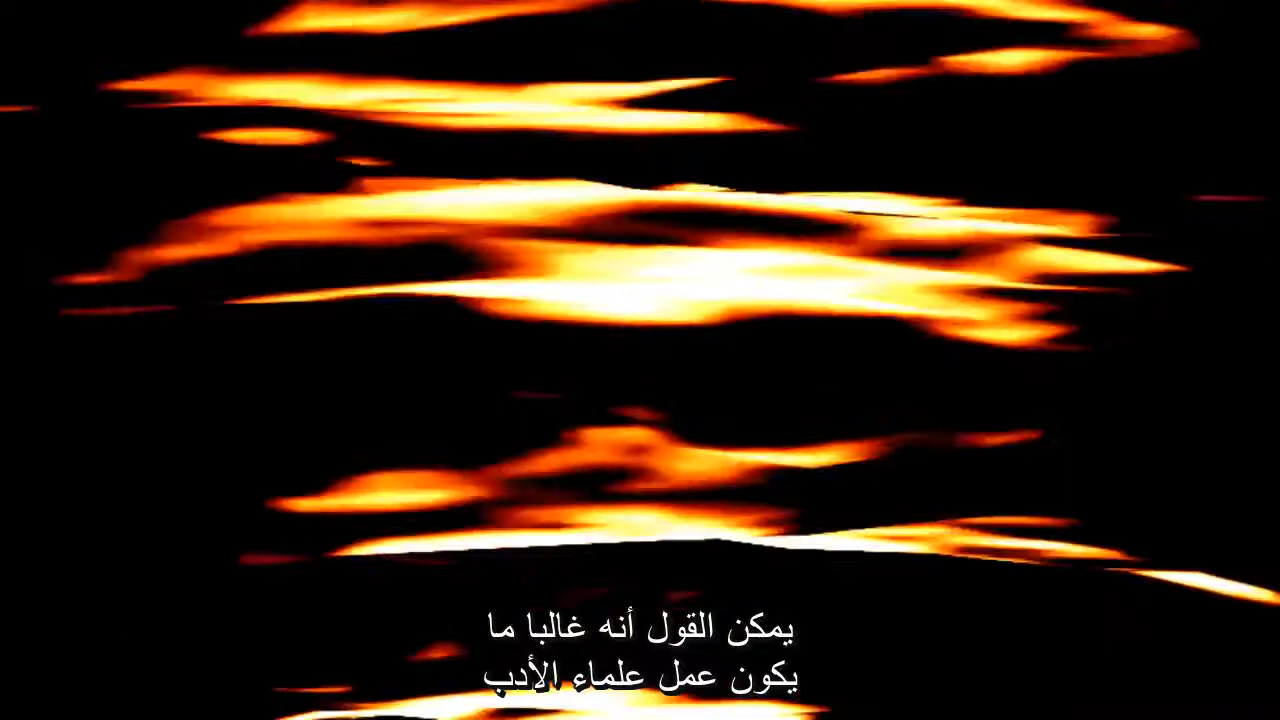 يمكن القول أنه غالبا ما
يكون عمل علماء الأدب